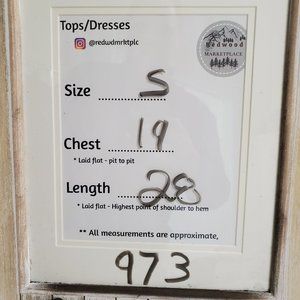 Tops/Dresses
@redwdmrktplc
Redwood
MARKETPLACE
Size S
Chest 19
* Laid flat - pit to pit
Length 28
* Laid flat - Highest point of shoulder to hem
** All measurements are approximate,
973